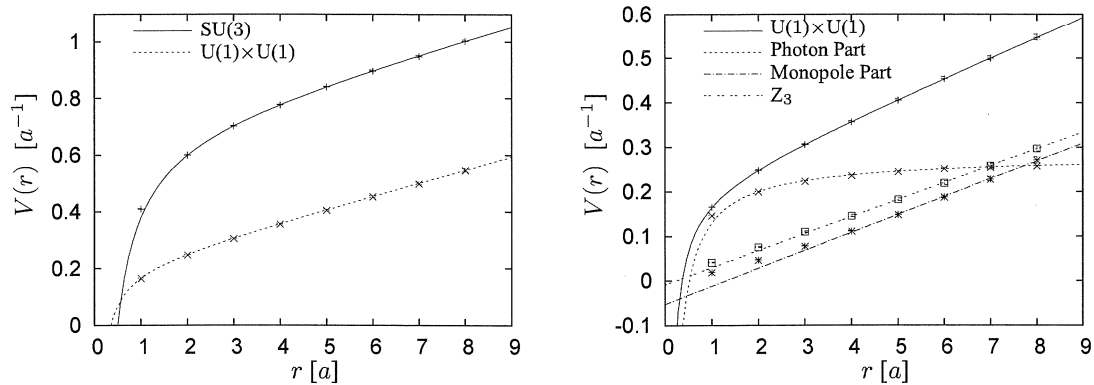 V(r) [a⁻¹]
SU(3)
U(1)×U(1)
1
0.8
0.6
0.4
0.2
0
0 1 2 3 4 5 6 7 8 9
r [a]
V(r) [a⁻¹]
U(1)×U(1)
Photon Part
Monopole Part
Z₃
0.6
0.5
0.4
0.3
0.2
0.1
0
-0.1
0 1 2 3 4 5 6 7 8 9
r [a]